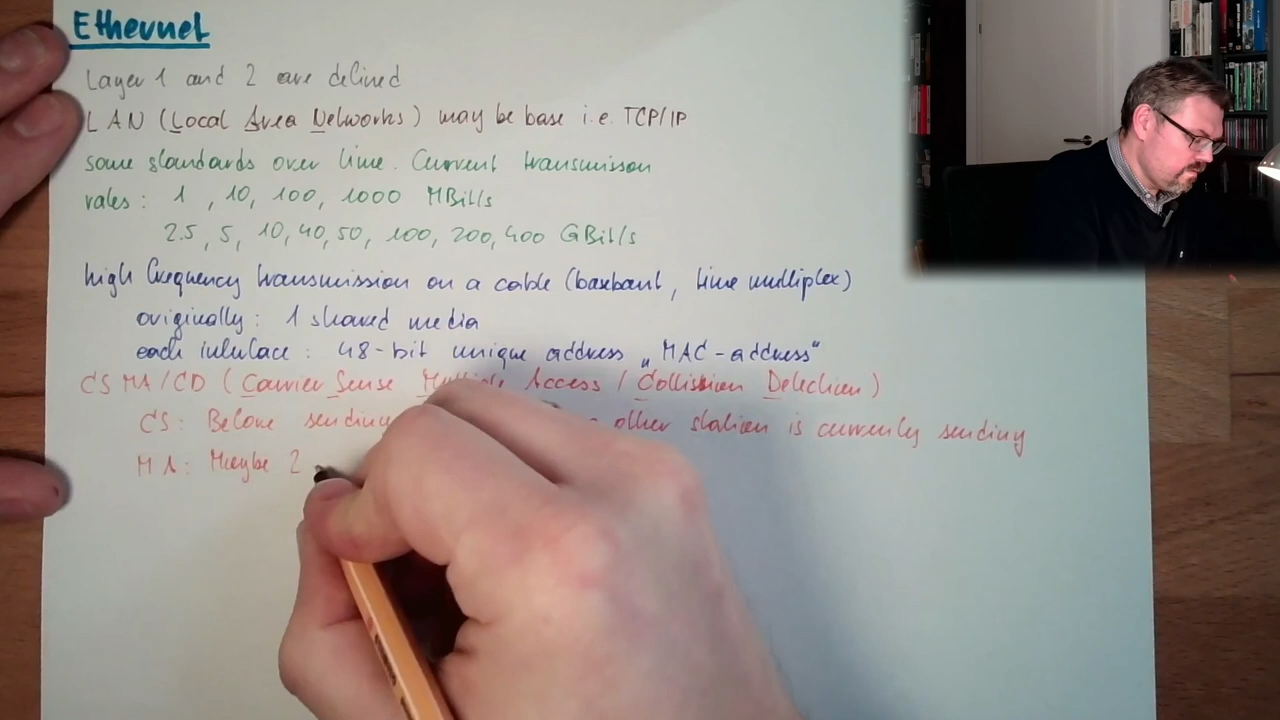 Ethernet
Layer 1 and 2 are defined
LAN (Local Area Networks) may be base i.e. TCP/IP
some standards over time. Current transmisson
rates: 1, 10, 100, 1000 MBit/s
2.5, 5, 10, 40, 50, 100, 200, 400 GBit/s
high frequency transmission on a cable (baseband, time multiplex)
originally: 1 shared media
each interface: 48-bit unique address „MAC-address“
CSMA/CD (Carrier Sense Multiple Access / Collision Detection)
CS: Before sending other station is currenly sending
MA: Maybe 2